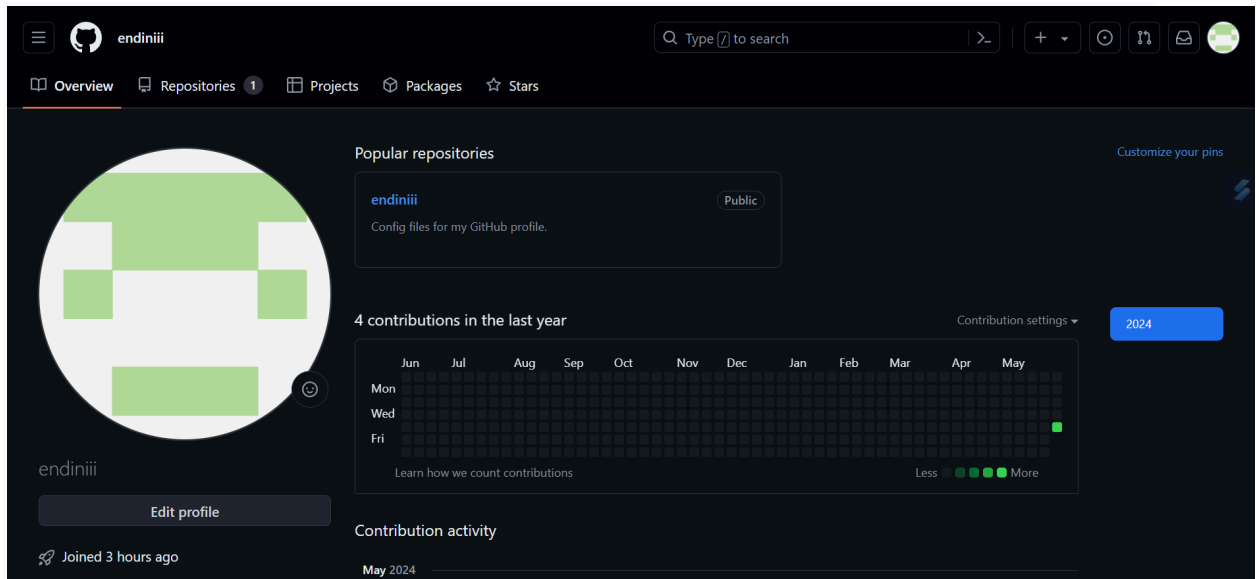 endiniii
Type / to search
Overview
Repositories 1
Projects
Packages
Stars
Popular repositories
Customize your pins
endiniii
Public
Config files for my GitHub profile.
4 contributions in the last year
Contribution settings
2024
Jun Jul Aug Sep Oct Nov Dec Jan Feb Mar Apr May
Mon
Wed
Fri
Learn how we count contributions
Less More
endiniii
Edit profile
Joined 3 hours ago
Contribution activity
May 2024